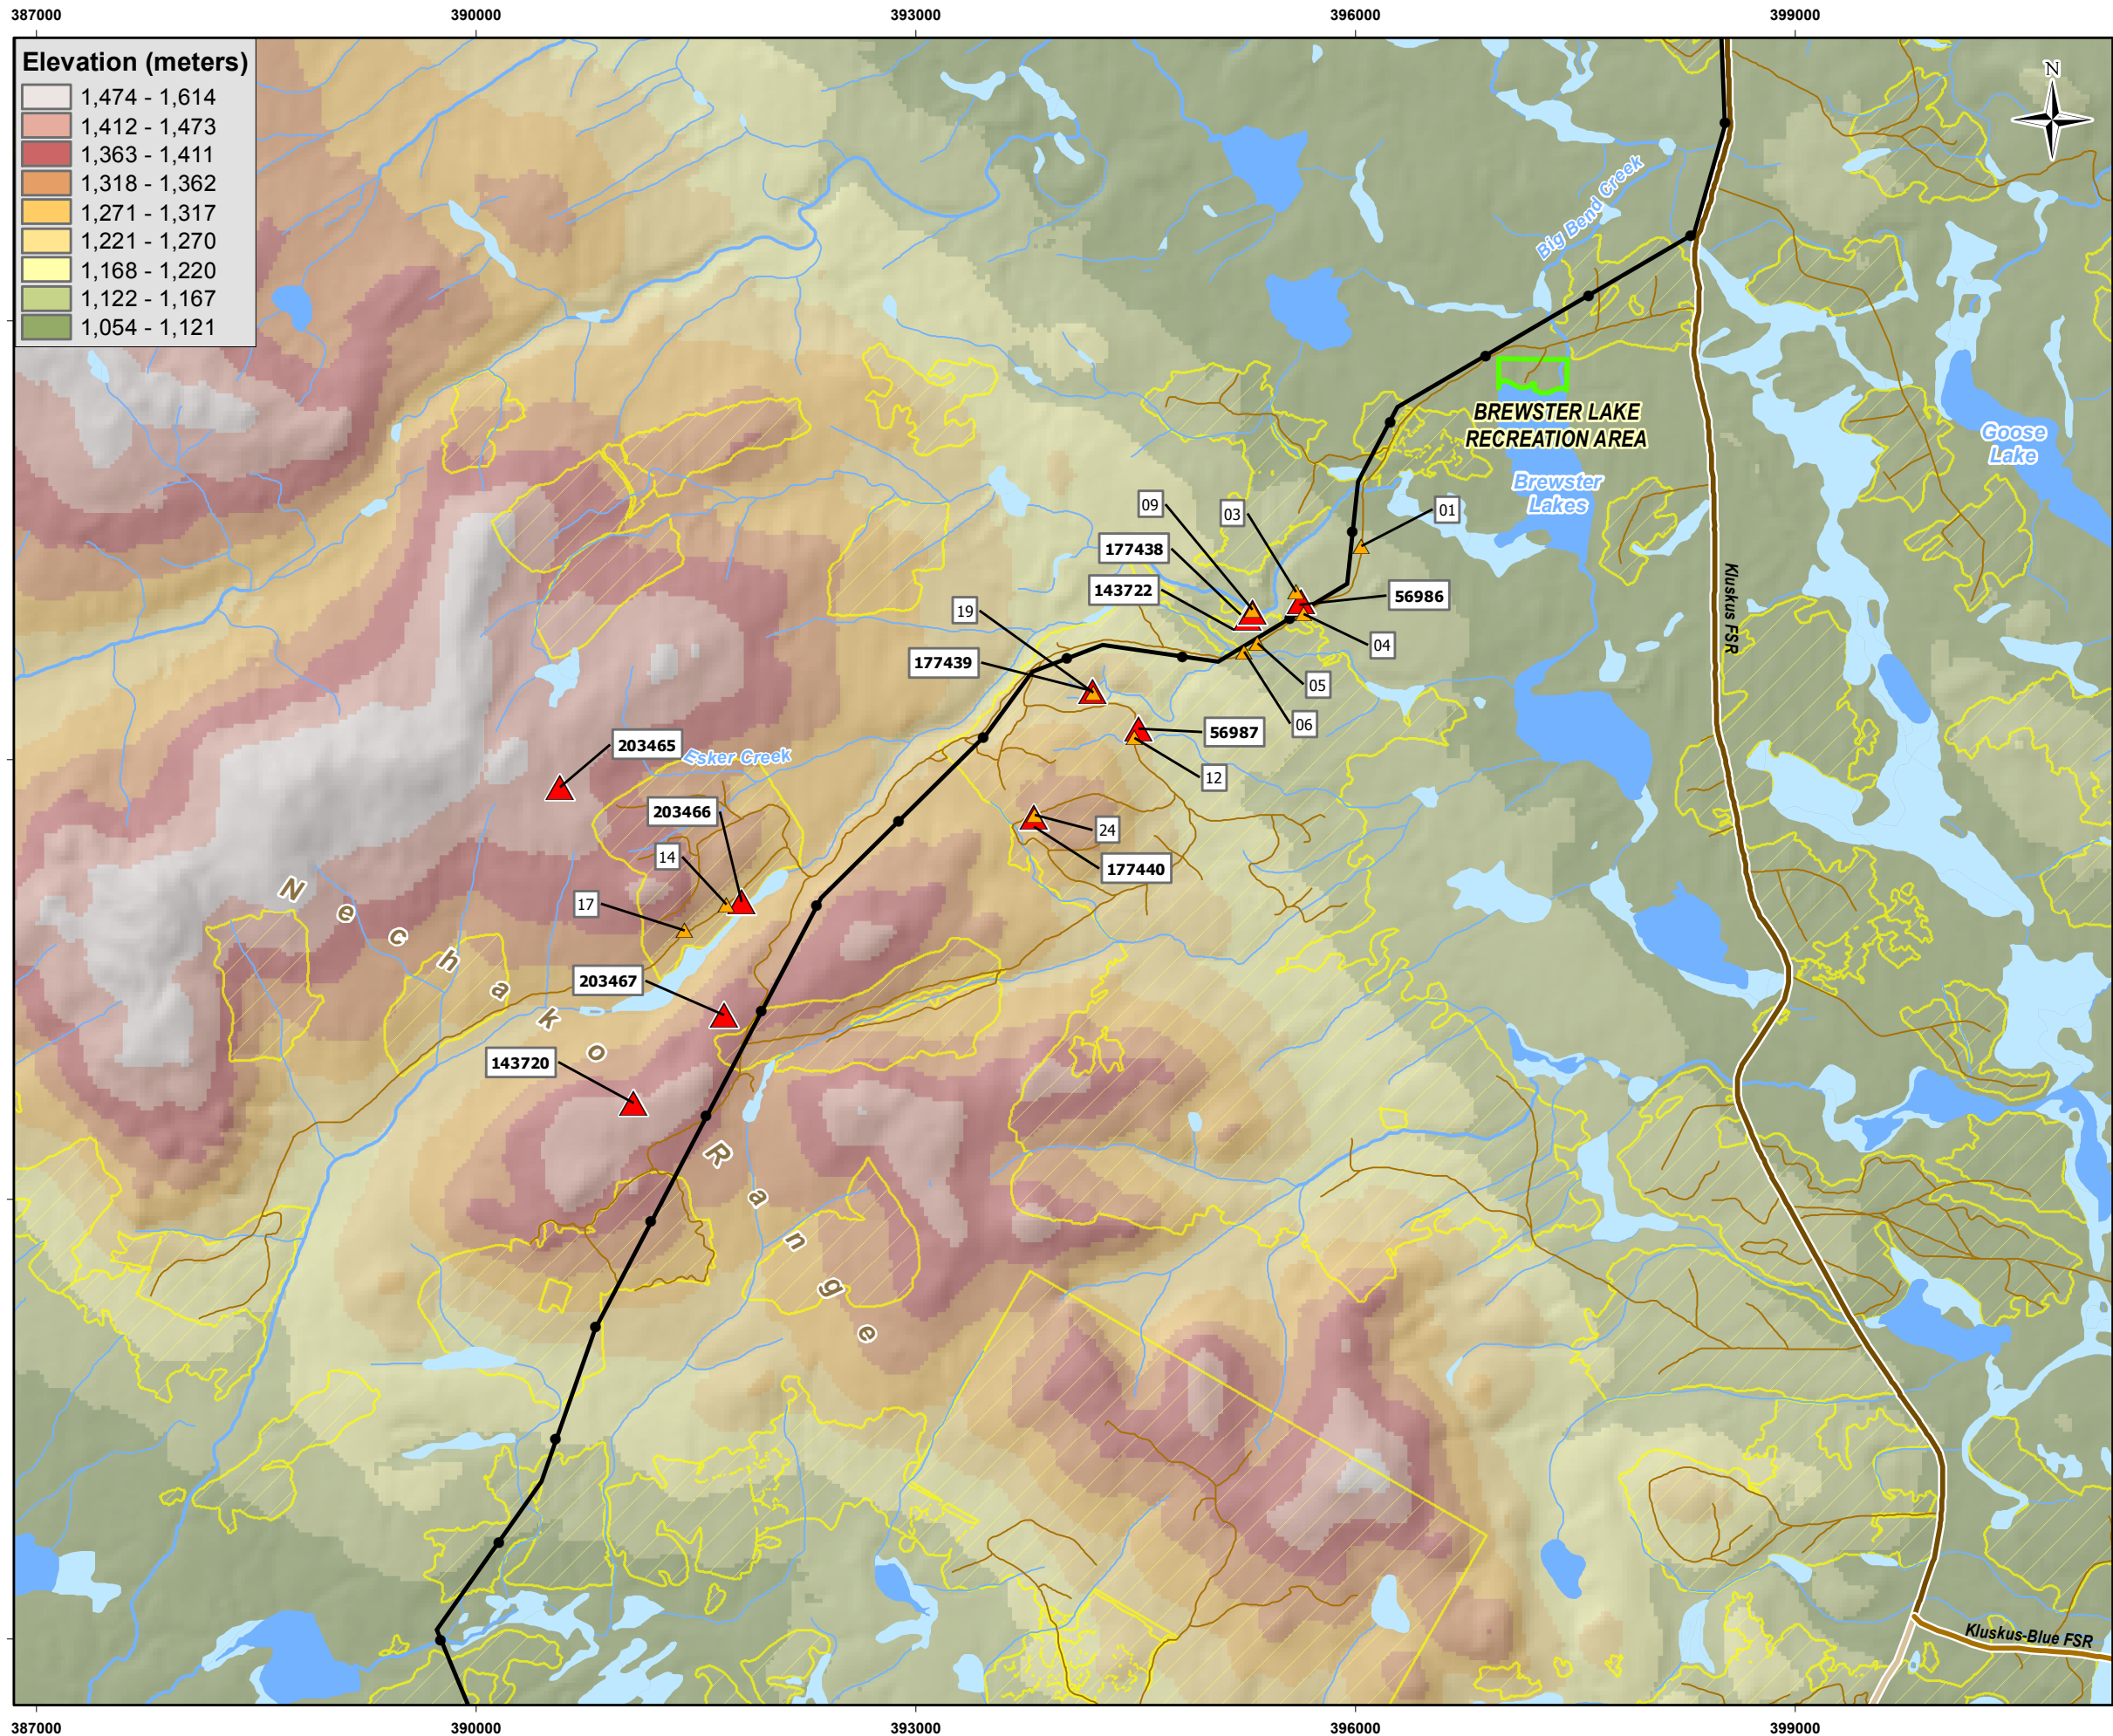 387000
390000
393000
396000
399000
Elevation (meters)
1,474 - 1,614
1,412 - 1,473
1,363 - 1,411
1,318 - 1,362
1,271 - 1,317
1,221 - 1,270
1,168 - 1,220
1,122 - 1,167
1,054 - 1,121
N
Big Bend Creek
BREWSTER LAKE
RECREATION AREA
Goose
Lake
Brewster
Lakes
09
03
01
177438
143722
56986
19
04
177439
05
06
56987
12
203465
Esker Creek
203466
24
14
177440
17
203467
143720
Nechako Range
Kluskus FSR
Kluskus-Blue FSR
387000
390000
393000
396000
399000